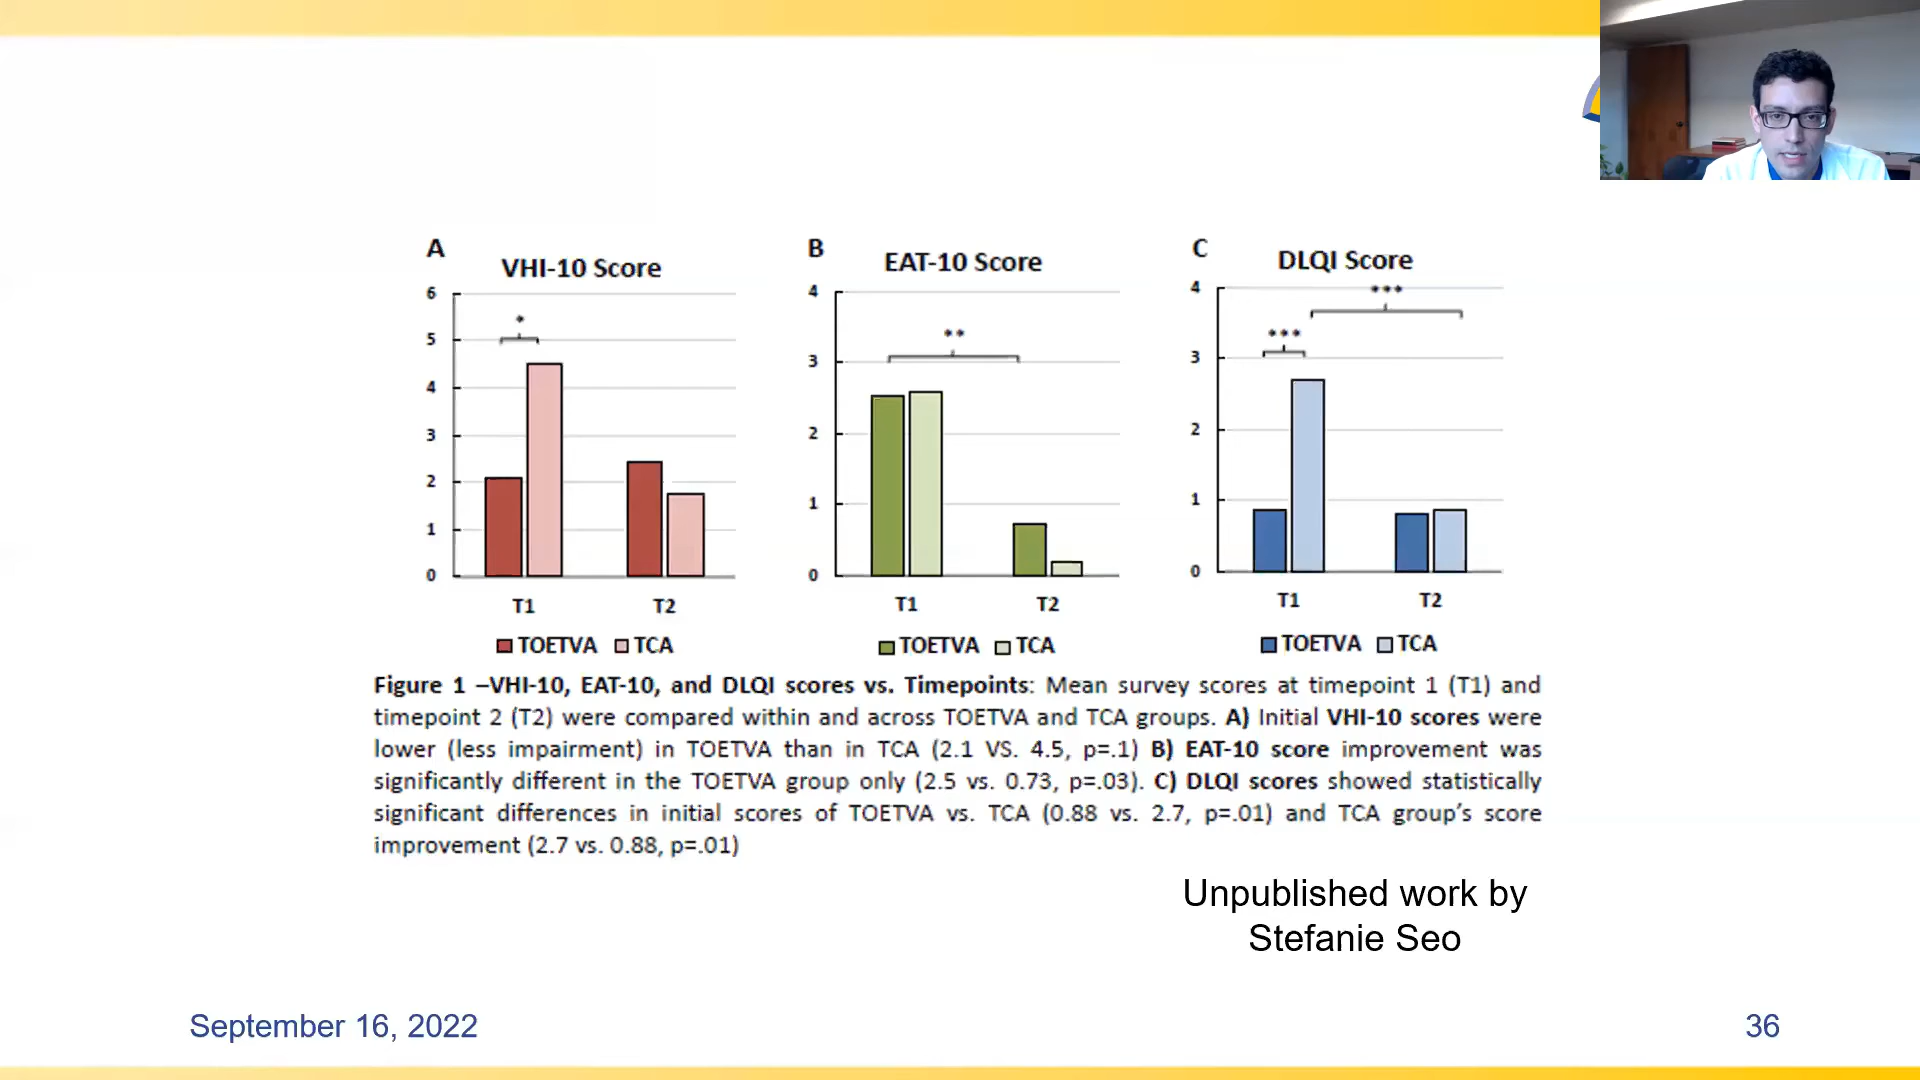 A
VHI-10 Score
6
5
4
3
2
1
0
*
T1
T2
TOETVA TCA
B
EAT-10 Score
4
3
2
1
0
**
T1
T2
TOETVA TCA
C
DLQI Score
4
3
2
1
0
***
***
T1
T2
TOETVA TCA
Figure 1 –VHI-10, EAT-10, and DLQI scores vs. Timepoints: Mean survey scores at timepoint 1 (T1) and
timepoint 2 (T2) were compared within and across TOETVA and TCA groups. A) Initial VHI-10 scores were
lower (less impairment) in TOETVA than in TCA (2.1 VS. 4.5, p=.1) B) EAT-10 score improvement was
significantly different in the TOETVA group only (2.5 vs. 0.73, p=.03). C) DLQI scores showed statistically
significant differences in initial scores of TOETVA vs. TCA (0.88 vs. 2.7, p=.01) and TCA group's score
improvement (2.7 vs. 0.88, p=.01)
Unpublished work by
Stefanie Seo
September 16, 2022
36